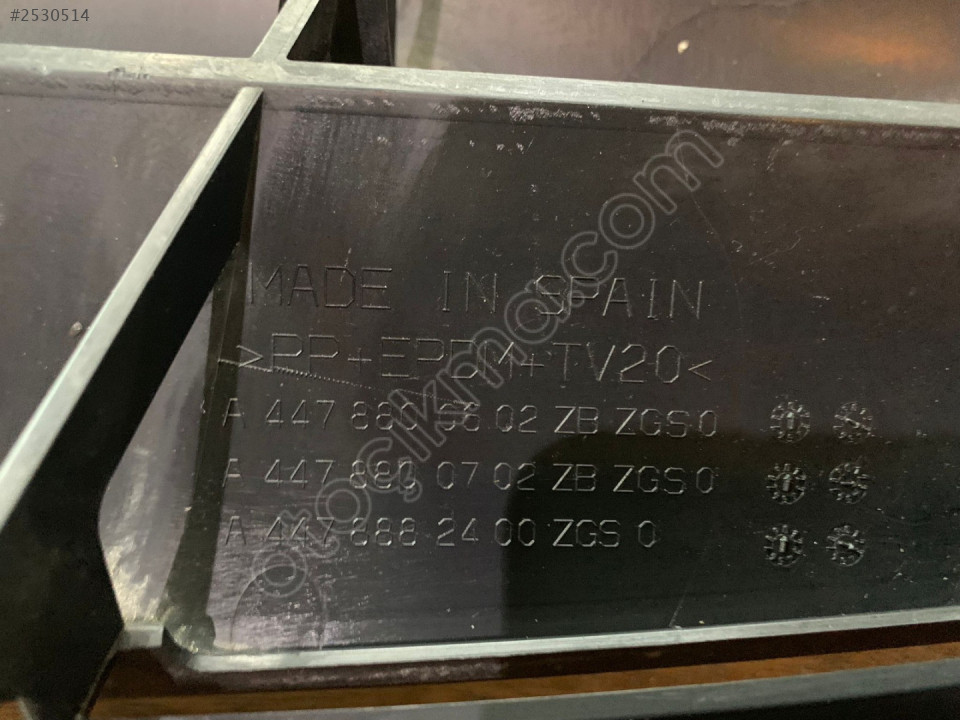 #2530514
MADE IN SPAIN
>PP+EPDM+TV20<
A 447 880 06 02 ZB ZGS 0
A 447 880 07 02 ZB ZGS 0
A 447 888 24 00 ZGS 0
otocikmacom